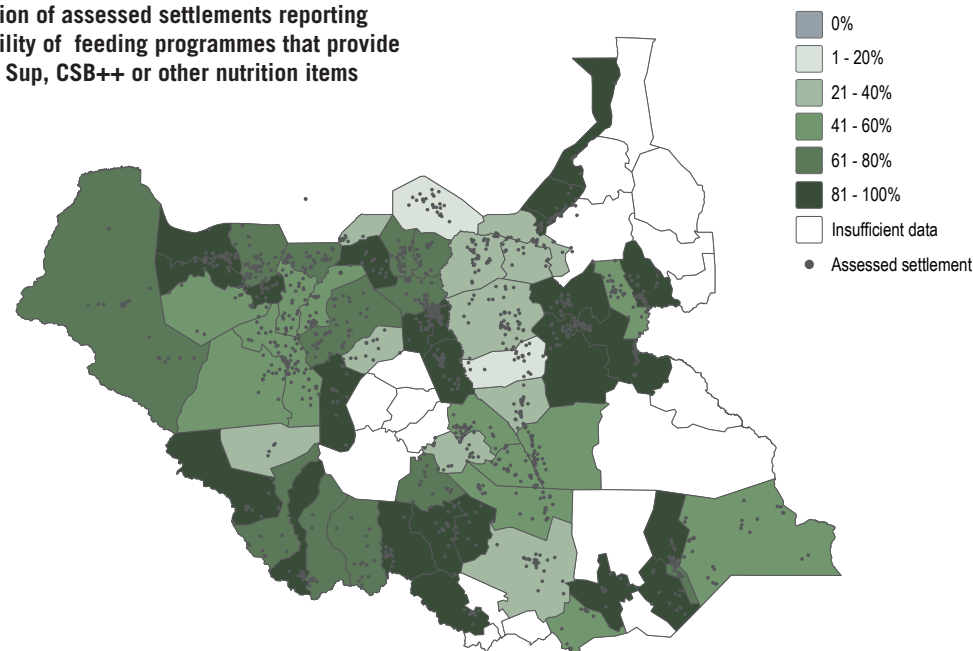 ion of assessed settlements reporting
ility of feeding programmes that provide
Sup, CSB++ or other nutrition items
0%
1 - 20%
21 - 40%
41 - 60%
61 - 80%
81 - 100%
Insufficient data
Assessed settlement